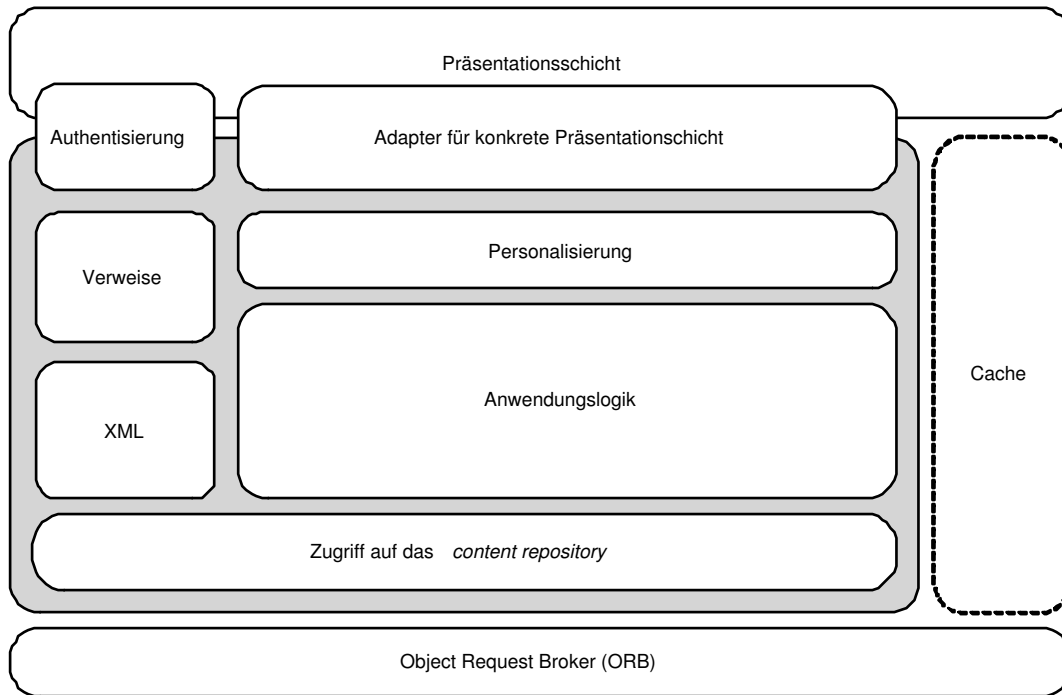 Präsentationsschicht
Authentisierung
Adapter für konkrete Präsentationschicht
Verweise
Personalisierung
Cache
Anwendungslogik
XML
Zugriff auf das content repository
Object Request Broker (ORB)